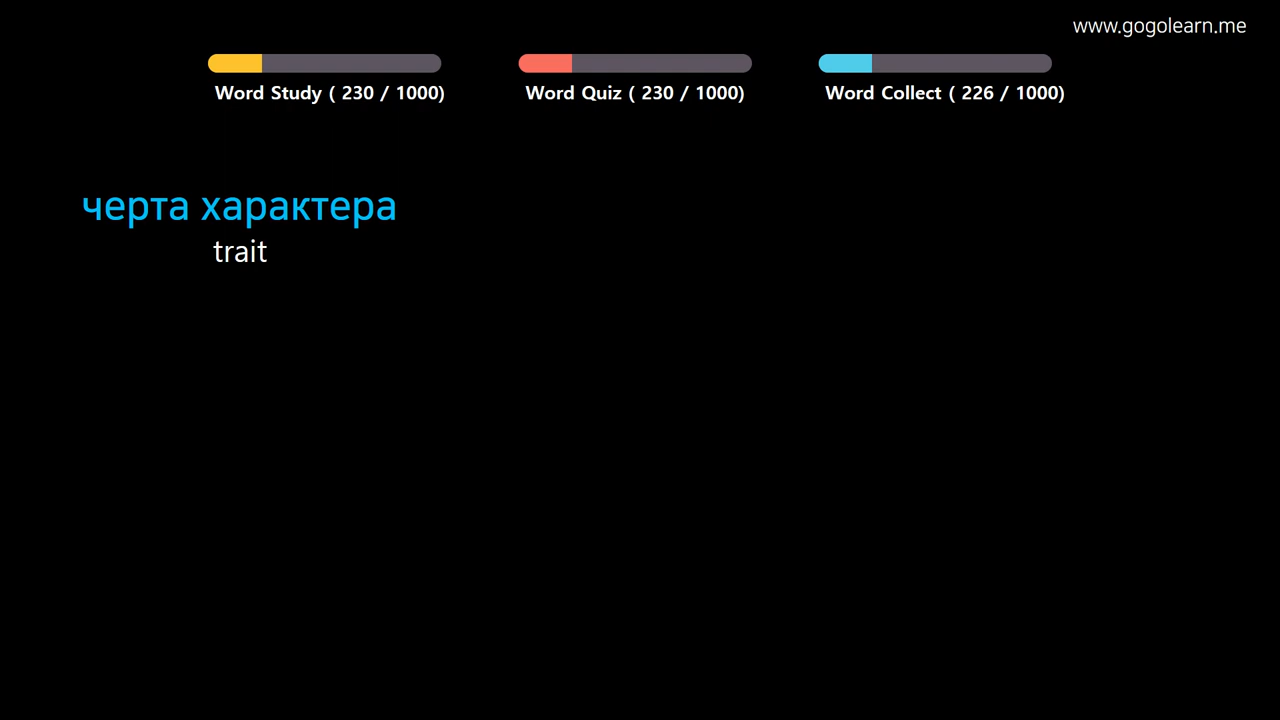 www.gogolearn.me
Word Study ( 230 / 1000)
Word Quiz ( 230 / 1000)
Word Collect ( 226 / 1000)
черта характера
trait